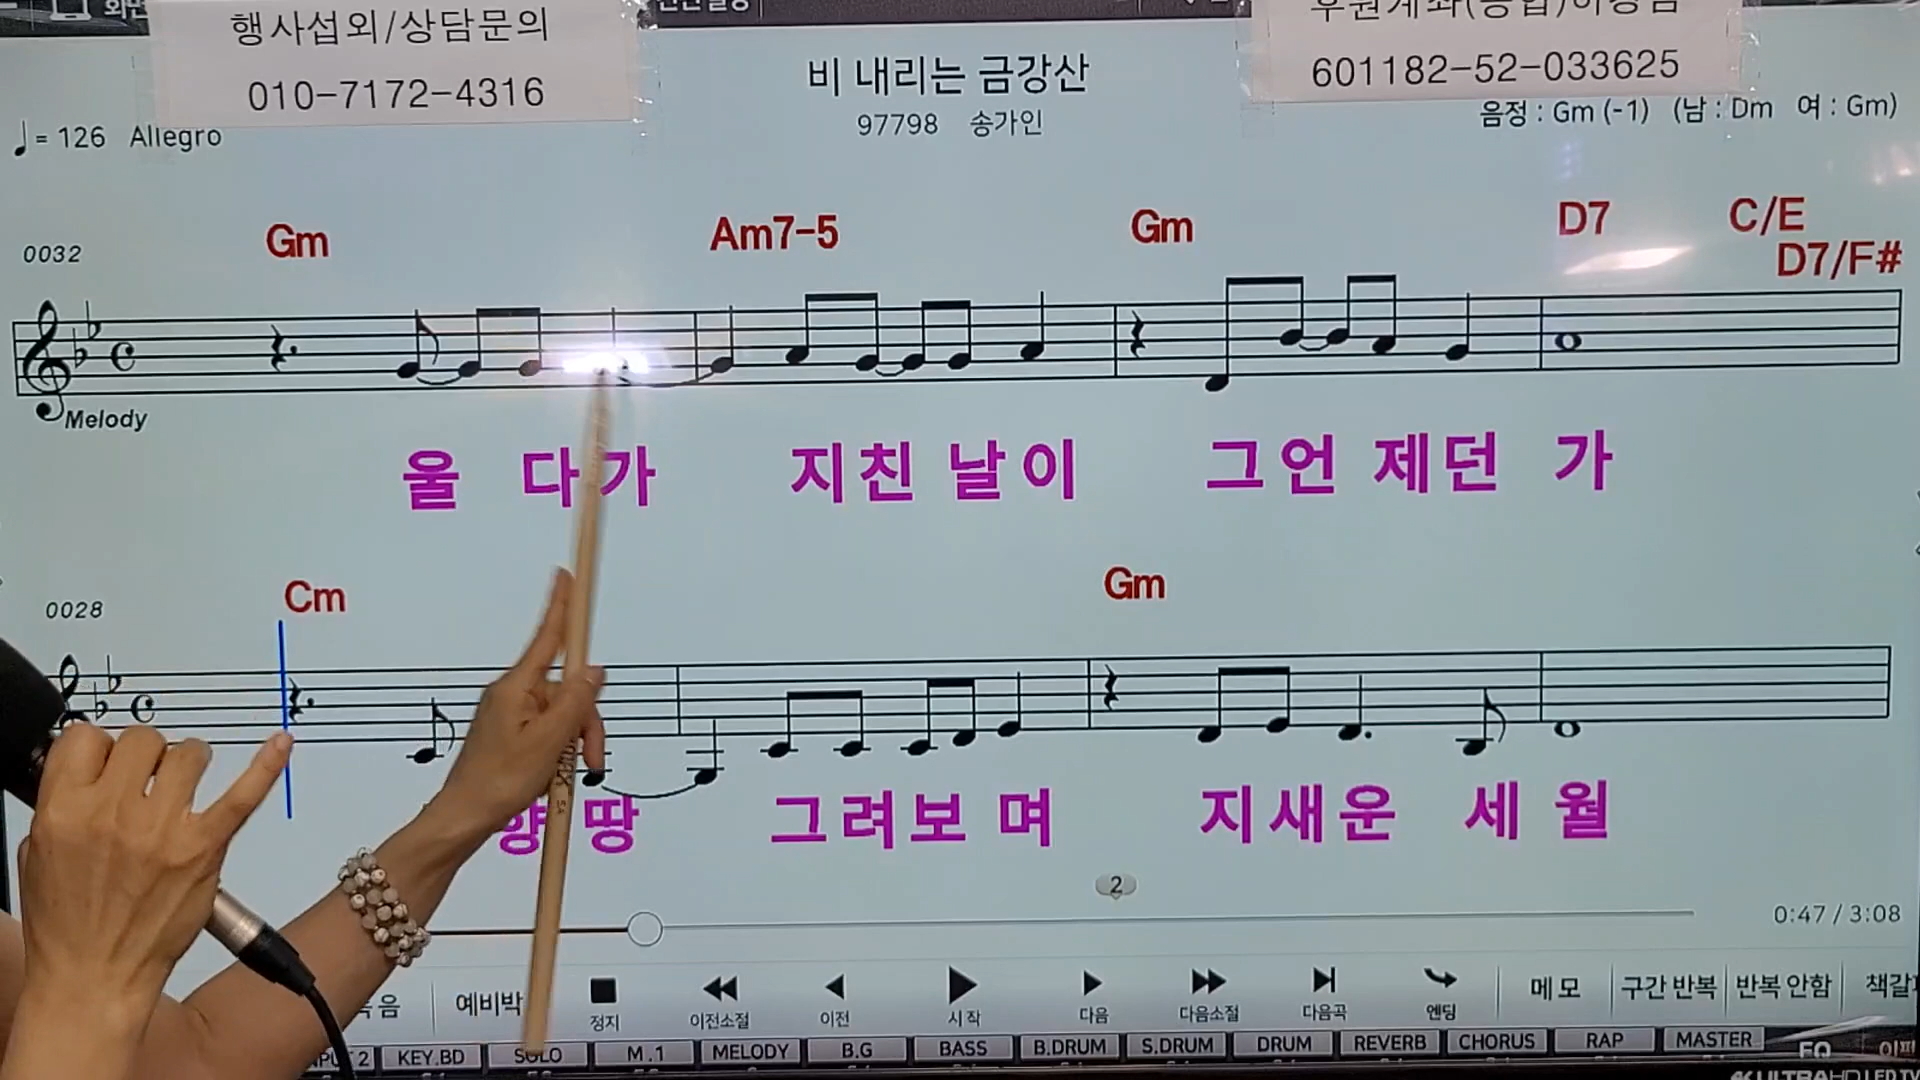 행사섭외/상담문의
010-7172-4316
601182-52-033625
비 내리는 금강산
97798 송가인
음정 : Gm (-1) (남 : Dm 여 : Gm)
♩= 126 Allegro
Gm Am7-5 Gm D7 C/E
D7/F#
0032
Melody
울 다 가 지친 날이 그언 제던 가
Cm Gm
0028
향 땅 그려보 며 지새운 세 월
2
0:47 / 3:08
예비박 메모 구간반복 반복안함
정지 이전소절 이전 시작 다음 다음소절 다음곡 엔딩
KEY.BD SOLO M.1 MELODY B.G BASS B.DRUM S.DRUM DRUM REVERB CHORUS RAP MASTER